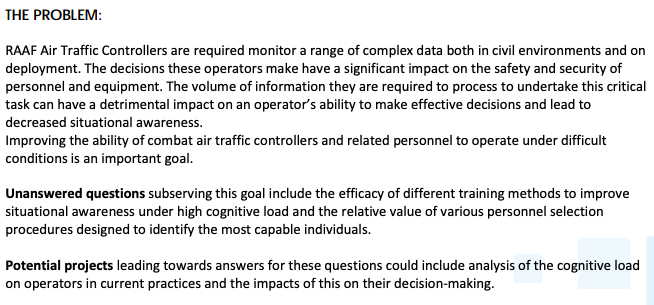 THE PROBLEM:
RAAF Air Traffic Controllers are required monitor a range of complex data both in civil environments and on
deployment. The decisions these operators make have a significant impact on the safety and security of
personnel and equipment. The volume of information they are required to process to undertake this critical
task can have a detrimental impact on an operator's ability to make effective decisions and lead to
decreased situational awareness.
Improving the ability of combat air traffic controllers and related personnel to operate under difficult
conditions is an important goal.
Unanswered questions subserving this goal include the efficacy of different training methods to improve
situational awareness under high cognitive load and the relative value of various personnel selection
procedures designed to identify the most capable individuals.
Potential projects leading towards answers for these questions could include analysis of the cognitive load
on operators in current practices and the impacts of this on their decision-making.